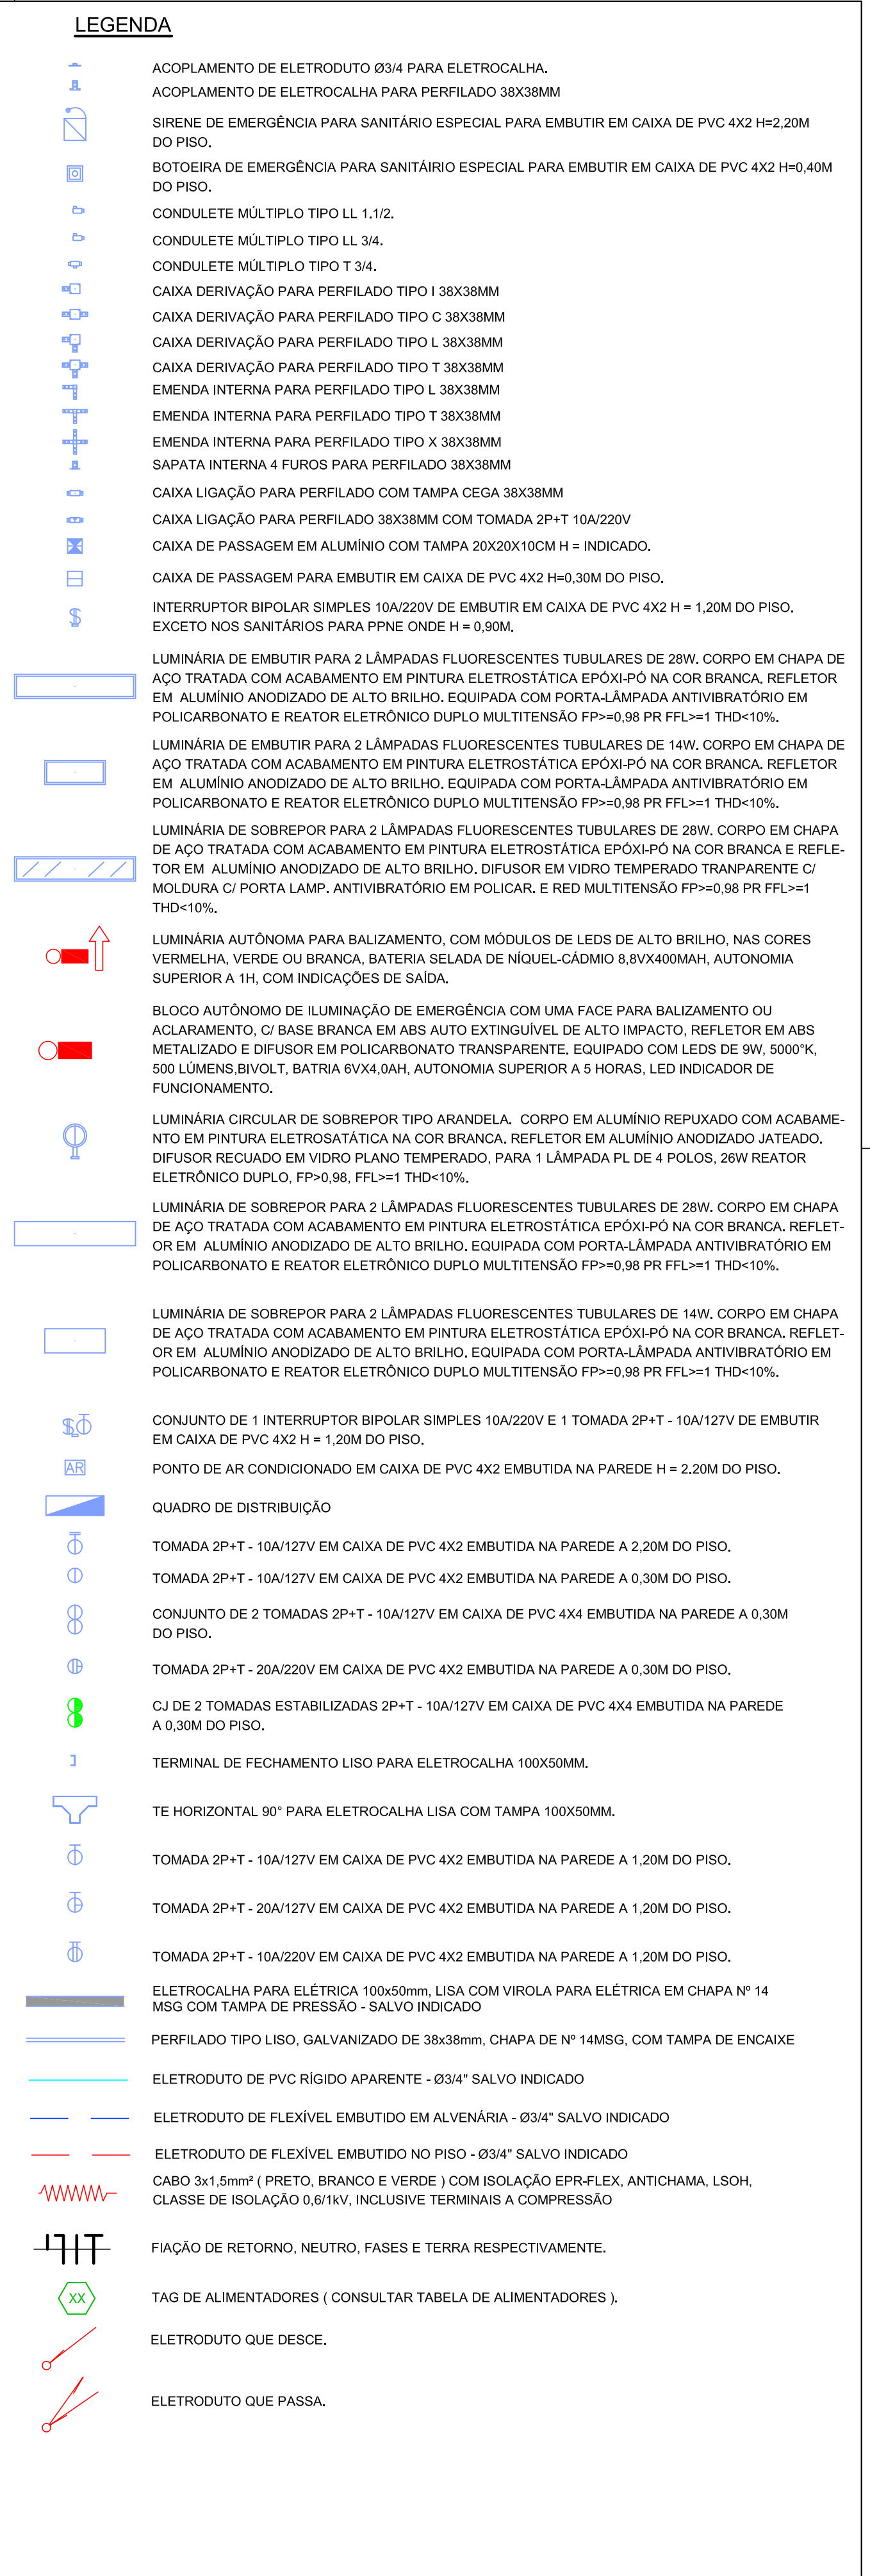 LEGENDA
ACOPLAMENTO DE ELETRODUTO Ø3/4 PARA ELETROCALHA.
ACOPLAMENTO DE ELETROCALHA PARA PERFILADO 38X38MM
SIRENE DE EMERGÊNCIA PARA SANITÁRIO ESPECIAL PARA EMBUTIR EM CAIXA DE PVC 4X2 H=2,20M
DO PISO.
BOTOEIRA DE EMERGÊNCIA PARA SANITÁIRIO ESPECIAL PARA EMBUTIR EM CAIXA DE PVC 4X2 H=0,40M
DO PISO.
CONDULETE MÚLTIPLO TIPO LL 1.1/2.
CONDULETE MÚLTIPLO TIPO LL 3/4.
CONDULETE MÚLTIPLO TIPO T 3/4.
CAIXA DERIVAÇÃO PARA PERFILADO TIPO I 38X38MM
CAIXA DERIVAÇÃO PARA PERFILADO TIPO C 38X38MM
CAIXA DERIVAÇÃO PARA PERFILADO TIPO L 38X38MM
CAIXA DERIVAÇÃO PARA PERFILADO TIPO T 38X38MM
EMENDA INTERNA PARA PERFILADO TIPO L 38X38MM
EMENDA INTERNA PARA PERFILADO TIPO T 38X38MM
EMENDA INTERNA PARA PERFILADO TIPO X 38X38MM
SAPATA INTERNA 4 FUROS PARA PERFILADO 38X38MM
CAIXA LIGAÇÃO PARA PERFILADO COM TAMPA CEGA 38X38MM
CAIXA LIGAÇÃO PARA PERFILADO 38X38MM COM TOMADA 2P+T 10A/220V
CAIXA DE PASSAGEM EM ALUMÍNIO COM TAMPA 20X20X10CM H = INDICADO.
CAIXA DE PASSAGEM PARA EMBUTIR EM CAIXA DE PVC 4X2 H=0,30M DO PISO.
INTERRUPTOR BIPOLAR SIMPLES 10A/220V DE EMBUTIR EM CAIXA DE PVC 4X2 H = 1,20M DO PISO.
EXCETO NOS SANITÁRIOS PARA PPNE ONDE H = 0,90M.
LUMINÁRIA DE EMBUTIR PARA 2 LÂMPADAS FLUORESCENTES TUBULARES DE 28W. CORPO EM CHAPA DE
AÇO TRATADA COM ACABAMENTO EM PINTURA ELETROSTÁTICA EPÓXI-PÓ NA COR BRANCA. REFLETOR
EM ALUMÍNIO ANODIZADO DE ALTO BRILHO. EQUIPADA COM PORTA-LÂMPADA ANTIVIBRATÓRIO EM
POLICARBONATO E REATOR ELETRÔNICO DUPLO MULTITENSÃO FP>=0,98 PR FFL>=1 THD<10%.
LUMINÁRIA DE EMBUTIR PARA 2 LÂMPADAS FLUORESCENTES TUBULARES DE 14W. CORPO EM CHAPA DE
AÇO TRATADA COM ACABAMENTO EM PINTURA ELETROSTÁTICA EPÓXI-PÓ NA COR BRANCA. REFLETOR
EM ALUMÍNIO ANODIZADO DE ALTO BRILHO. EQUIPADA COM PORTA-LÂMPADA ANTIVIBRATÓRIO EM
POLICARBONATO E REATOR ELETRÔNICO DUPLO MULTITENSÃO FP>=0,98 PR FFL>=1 THD<10%.
LUMINÁRIA DE SOBREPOR PARA 2 LÂMPADAS FLUORESCENTES TUBULARES DE 28W. CORPO EM CHAPA
DE AÇO TRATADA COM ACABAMENTO EM PINTURA ELETROSTÁTICA EPÓXI-PÓ NA COR BRANCA E REFLE-
TOR EM ALUMÍNIO ANODIZADO DE ALTO BRILHO. DIFUSOR EM VIDRO TEMPERADO TRANPARENTE C/
MOLDURA C/ PORTA LAMP. ANTIVIBRATÓRIO EM POLICAR. E RED MULTITENSÃO FP>=0,98 PR FFL>=1
THD<10%.
LUMINÁRIA AUTÔNOMA PARA BALIZAMENTO, COM MÓDULOS DE LEDS DE ALTO BRILHO, NAS CORES
VERMELHA, VERDE OU BRANCA, BATERIA SELADA DE NÍQUEL-CÁDMIO 8,8VX400MAH, AUTONOMIA
SUPERIOR A 1H, COM INDICAÇÕES DE SAÍDA.
BLOCO AUTÔNOMO DE ILUMINAÇÃO DE EMERGÊNCIA COM UMA FACE PARA BALIZAMENTO OU
ACLARAMENTO, C/ BASE BRANCA EM ABS AUTO EXTINGUÍVEL DE ALTO IMPACTO, REFLETOR EM ABS
METALIZADO E DIFUSOR EM POLICARBONATO TRANSPARENTE. EQUIPADO COM LEDS DE 9W, 5000°K,
500 LÚMENS,BIVOLT, BATRIA 6VX4,0AH, AUTONOMIA SUPERIOR A 5 HORAS, LED INDICADOR DE
FUNCIONAMENTO.
LUMINÁRIA CIRCULAR DE SOBREPOR TIPO ARANDELA. CORPO EM ALUMÍNIO REPUXADO COM ACABAME-
NTO EM PINTURA ELETROSATÁTICA NA COR BRANCA. REFLETOR EM ALUMÍNIO ANODIZADO JATEADO.
DIFUSOR RECUADO EM VIDRO PLANO TEMPERADO, PARA 1 LÂMPADA PL DE 4 POLOS, 26W REATOR
ELETRÔNICO DUPLO, FP>0,98, FFL>=1 THD<10%.
LUMINÁRIA DE SOBREPOR PARA 2 LÂMPADAS FLUORESCENTES TUBULARES DE 28W. CORPO EM CHAPA
DE AÇO TRATADA COM ACABAMENTO EM PINTURA ELETROSTÁTICA EPÓXI-PÓ NA COR BRANCA. REFLET-
OR EM ALUMÍNIO ANODIZADO DE ALTO BRILHO. EQUIPADA COM PORTA-LÂMPADA ANTIVIBRATÓRIO EM
POLICARBONATO E REATOR ELETRÔNICO DUPLO MULTITENSÃO FP>=0,98 PR FFL>=1 THD<10%.
LUMINÁRIA DE SOBREPOR PARA 2 LÂMPADAS FLUORESCENTES TUBULARES DE 14W. CORPO EM CHAPA
DE AÇO TRATADA COM ACABAMENTO EM PINTURA ELETROSTÁTICA EPÓXI-PÓ NA COR BRANCA. REFLET-
OR EM ALUMÍNIO ANODIZADO DE ALTO BRILHO. EQUIPADA COM PORTA-LÂMPADA ANTIVIBRATÓRIO EM
POLICARBONATO E REATOR ELETRÔNICO DUPLO MULTITENSÃO FP>=0,98 PR FFL>=1 THD<10%.
CONJUNTO DE 1 INTERRUPTOR BIPOLAR SIMPLES 10A/220V E 1 TOMADA 2P+T - 10A/127V DE EMBUTIR
EM CAIXA DE PVC 4X2 H = 1,20M DO PISO.
AR PONTO DE AR CONDICIONADO EM CAIXA DE PVC 4X2 EMBUTIDA NA PAREDE H = 2.20M DO PISO.
QUADRO DE DISTRIBUIÇÃO
TOMADA 2P+T - 10A/127V EM CAIXA DE PVC 4X2 EMBUTIDA NA PAREDE A 2,20M DO PISO.
TOMADA 2P+T - 10A/127V EM CAIXA DE PVC 4X2 EMBUTIDA NA PAREDE A 0,30M DO PISO.
CONJUNTO DE 2 TOMADAS 2P+T - 10A/127V EM CAIXA DE PVC 4X4 EMBUTIDA NA PAREDE A 0,30M
DO PISO.
TOMADA 2P+T - 20A/220V EM CAIXA DE PVC 4X2 EMBUTIDA NA PAREDE A 0,30M DO PISO.
CJ DE 2 TOMADAS ESTABILIZADAS 2P+T - 10A/127V EM CAIXA DE PVC 4X4 EMBUTIDA NA PAREDE
A 0,30M DO PISO.
TERMINAL DE FECHAMENTO LISO PARA ELETROCALHA 100X50MM.
TE HORIZONTAL 90° PARA ELETROCALHA LISA COM TAMPA 100X50MM.
TOMADA 2P+T - 10A/127V EM CAIXA DE PVC 4X2 EMBUTIDA NA PAREDE A 1,20M DO PISO.
TOMADA 2P+T - 20A/127V EM CAIXA DE PVC 4X2 EMBUTIDA NA PAREDE A 1,20M DO PISO.
TOMADA 2P+T - 10A/220V EM CAIXA DE PVC 4X2 EMBUTIDA NA PAREDE A 1,20M DO PISO.
ELETROCALHA PARA ELÉTRICA 100x50mm, LISA COM VIROLA PARA ELÉTRICA EM CHAPA Nº 14
MSG COM TAMPA DE PRESSÃO - SALVO INDICADO
PERFILADO TIPO LISO, GALVANIZADO DE 38x38mm, CHAPA DE Nº 14MSG, COM TAMPA DE ENCAIXE
ELETRODUTO DE PVC RÍGIDO APARENTE - Ø3/4" SALVO INDICADO
ELETRODUTO DE FLEXÍVEL EMBUTIDO EM ALVENÁRIA - Ø3/4" SALVO INDICADO
ELETRODUTO DE FLEXÍVEL EMBUTIDO NO PISO - Ø3/4" SALVO INDICADO
CABO 3x1,5mm² ( PRETO, BRANCO E VERDE ) COM ISOLAÇÃO EPR-FLEX, ANTICHAMA, LSOH,
CLASSE DE ISOLAÇÃO 0,6/1kV, INCLUSIVE TERMINAIS A COMPRESSÃO
FIAÇÃO DE RETORNO, NEUTRO, FASES E TERRA RESPECTIVAMENTE.
XX TAG DE ALIMENTADORES ( CONSULTAR TABELA DE ALIMENTADORES ).
ELETRODUTO QUE DESCE.
ELETRODUTO QUE PASSA.